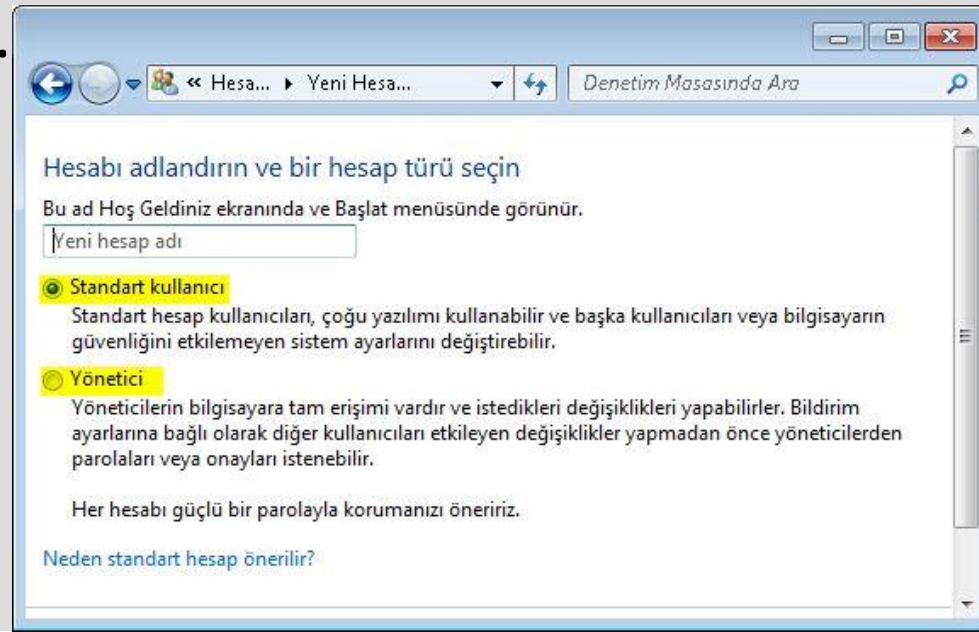 « Hesa... ▸ Yeni Hesa...
Denetim Masasında Ara
Hesabı adlandırın ve bir hesap türü seçin
Bu ad Hoş Geldiniz ekranında ve Başlat menüsünde görünür.
Yeni hesap adı
Standart kullanıcı
Standart hesap kullanıcıları, çoğu yazılımı kullanabilir ve başka kullanıcıları veya bilgisayarın
güvenliğini etkilemeyen sistem ayarlarını değiştirebilir.
Yönetici
Yöneticilerin bilgisayara tam erişimi vardır ve istedikleri değişiklikleri yapabilirler. Bildirim
ayarlarına bağlı olarak diğer kullanıcıları etkileyen değişiklikler yapmadan önce yöneticilerden
parolaları veya onayları istenebilir.
Her hesabı güçlü bir parolayla korumanızı öneririz.
Neden standart hesap önerilir?